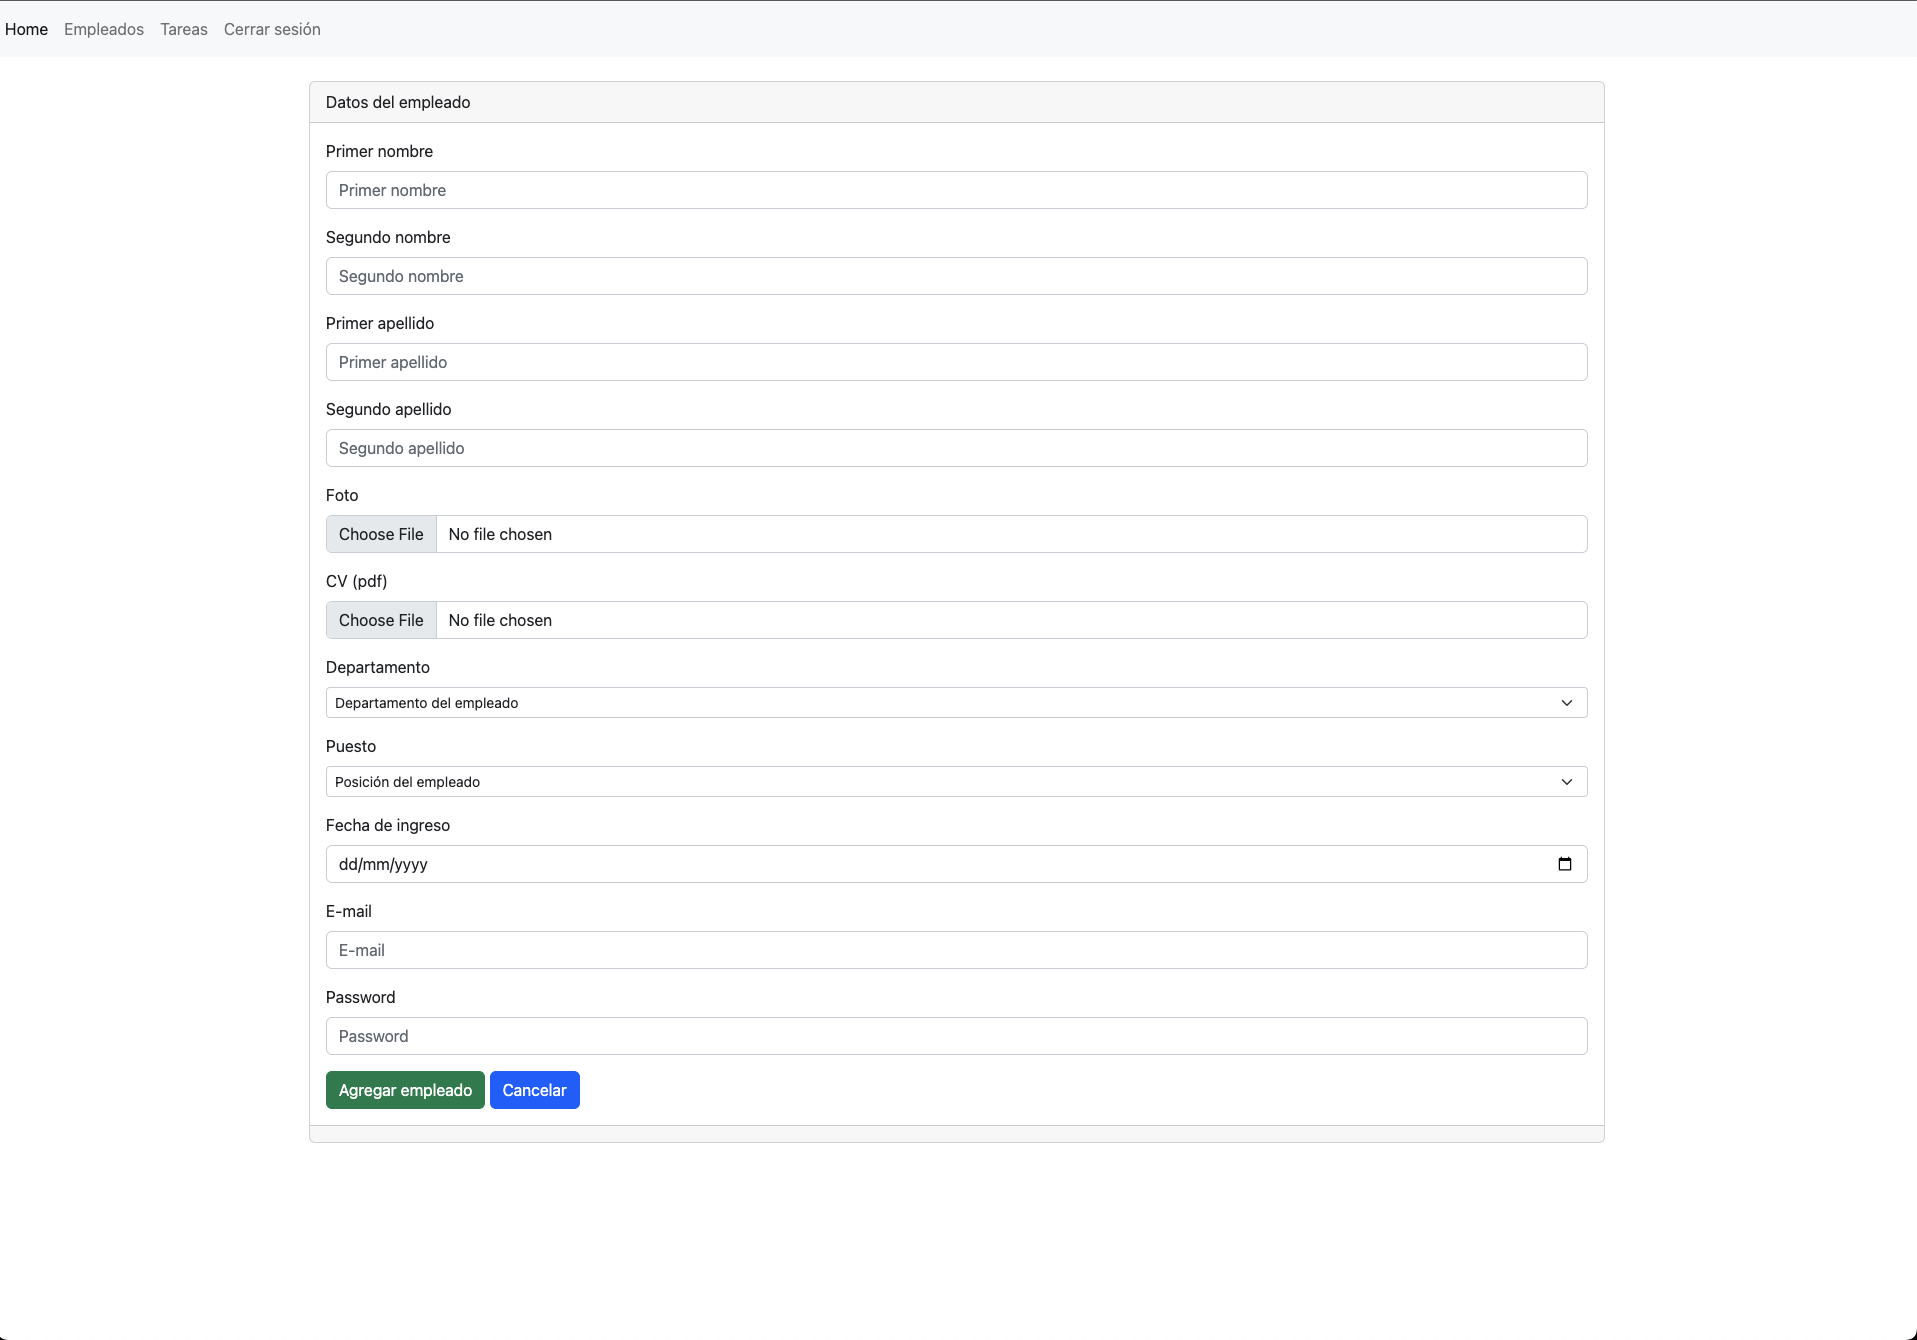 Home Empleados Tareas Cerrar sesión
Datos del empleado
Primer nombre
Primer nombre
Segundo nombre
Segundo nombre
Primer apellido
Primer apellido
Segundo apellido
Segundo apellido
Foto
Choose File No file chosen
CV (pdf)
Choose File No file chosen
Departamento
Departamento del empleado
Puesto
Posición del empleado
Fecha de ingreso
dd/mm/yyyy
E-mail
E-mail
Password
Password
Agregar empleado Cancelar